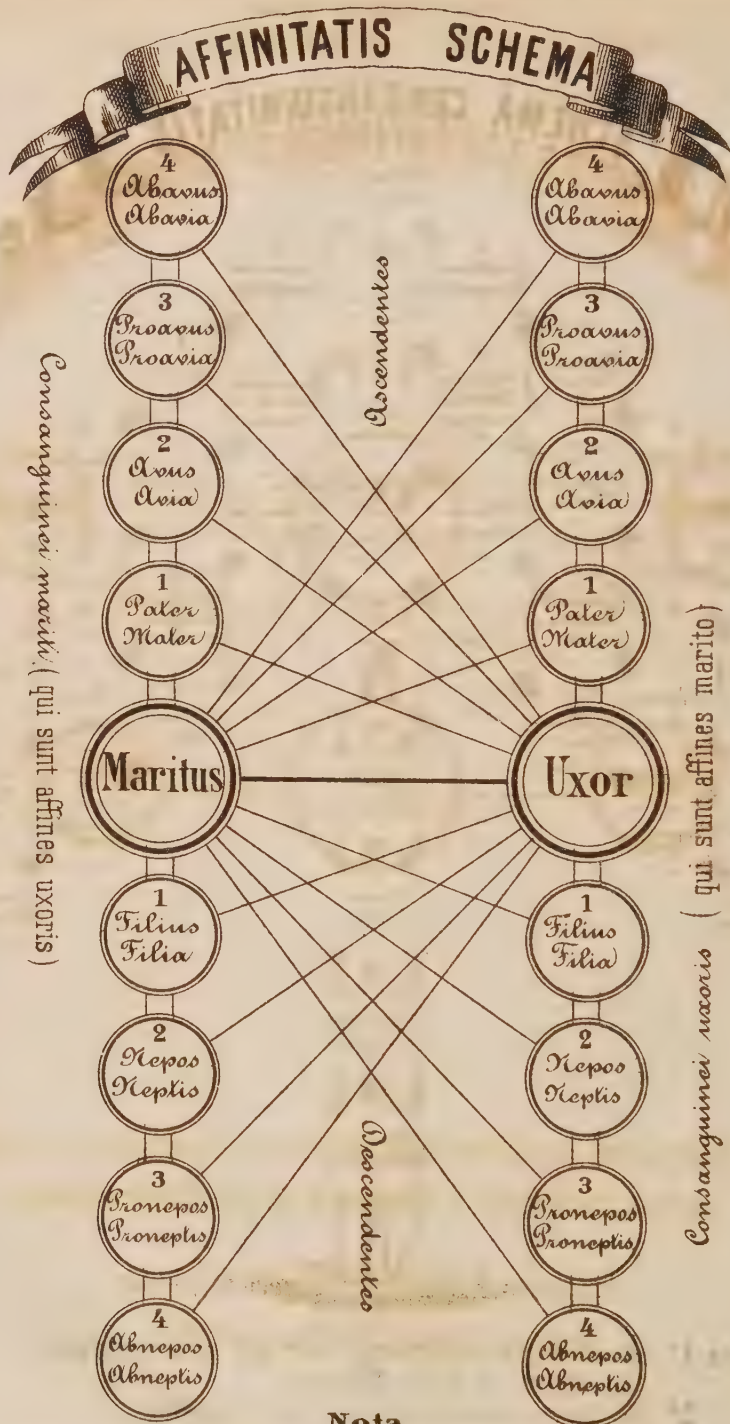 AFFINITATIS SCHEMA
4
Abavus
Abavia
4
Abavus
Abavia
Ascendentes
3
Proavus
Proavia
3
Proavus
Proavia
2
Avus
Avia
2
Avus
Avia
1
Pater
Mater
1
Pater
Mater
Consanguinei mariti (qui sunt affines uxoris)
Maritus
Uxor
Consanguinei uxoris (qui sunt affines marito)
1
Filius
Filia
1
Filius
Filia
2
Nepos
Neptis
2
Nepos
Neptis
Descendentes
3
Pronepos
Proneptis
3
Pronepos
Proneptis
4
Abnepos
Abneptis
4
Abnepos
Abneptis
Nota